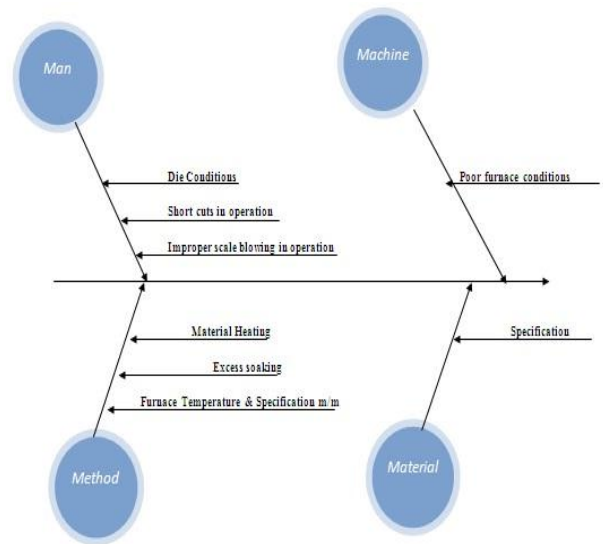 Man
Machine
Die Conditions
Poor furnace conditions
Short cuts in operation
Improper scale blowing in operation
Material Heating
Specification
Excess soaking
Furnace Temperature & Specification m/m
Method
Material